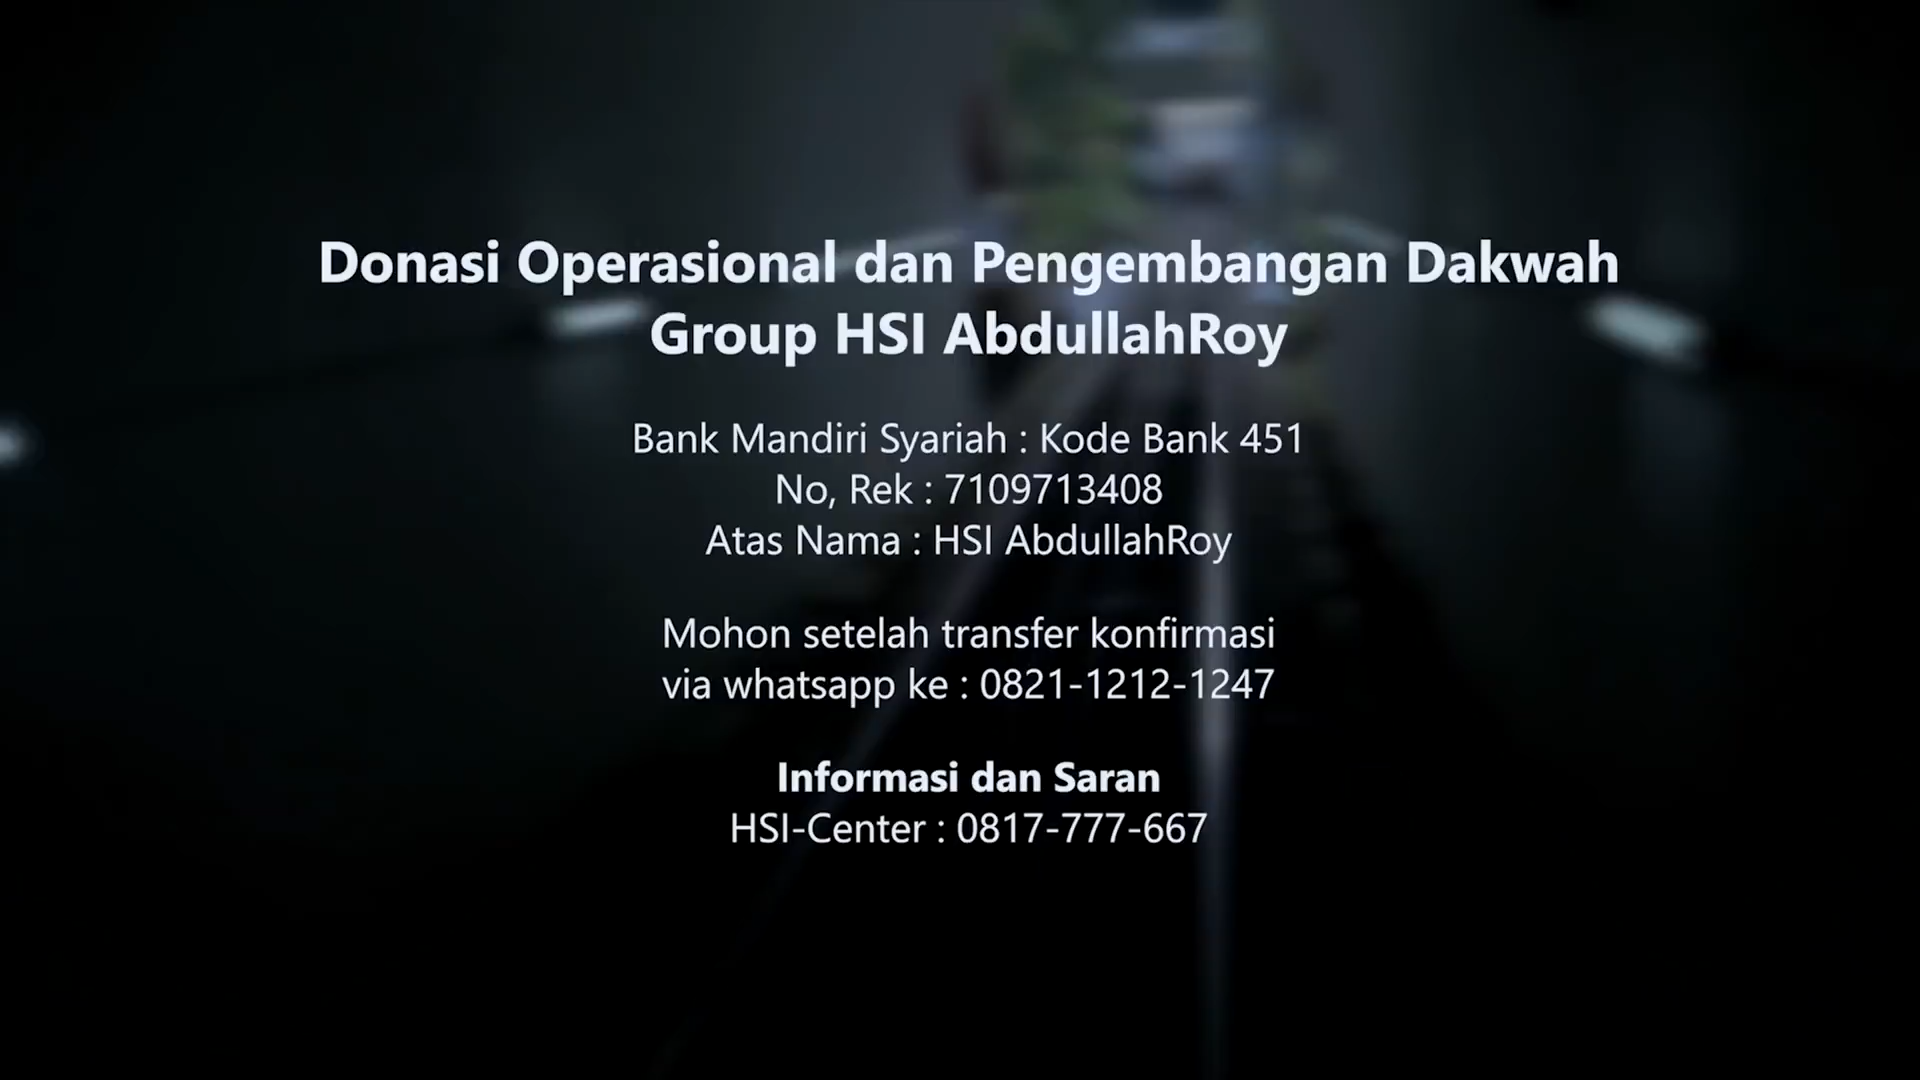 Donasi Operasional dan Pengembangan Dakwah
Group HSI AbdullahRoy
Bank Mandiri Syariah : Kode Bank 451
No, Rek : 7109713408
Atas Nama : HSI AbdullahRoy
Mohon setelah transfer konfirmasi
via whatsapp ke : 0821-1212-1247
Informasi dan Saran
HSI-Center : 0817-777-667